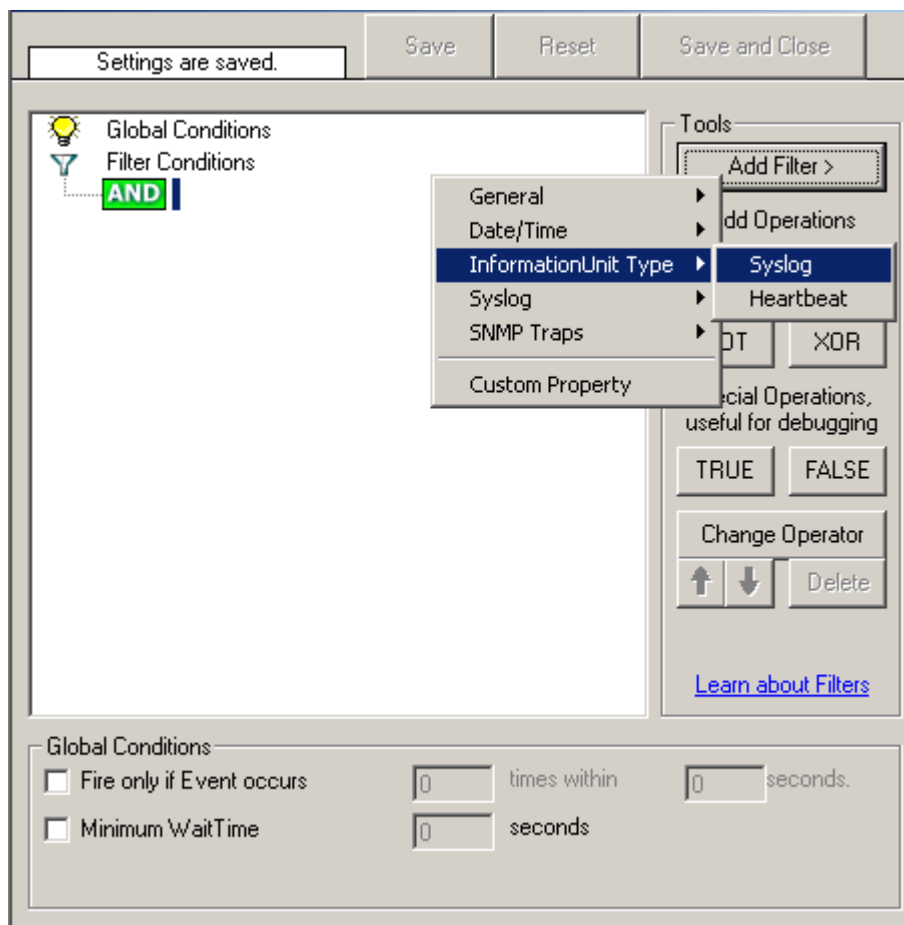 Settings are saved.
Save
Reset
Save and Close
Global Conditions
Filter Conditions
AND
Tools
Add Filter >
dd Operations
General
Date/Time
InformationUnit Type
Syslog
SNMP Traps
Custom Property
Syslog
Heartbeat
OT
XOR
ecial Operations,
useful for debugging
TRUE
FALSE
Change Operator
Delete
Learn about Filters
Global Conditions
Fire only if Event occurs
0
times within
0
seconds.
Minimum WaitTime
0
seconds